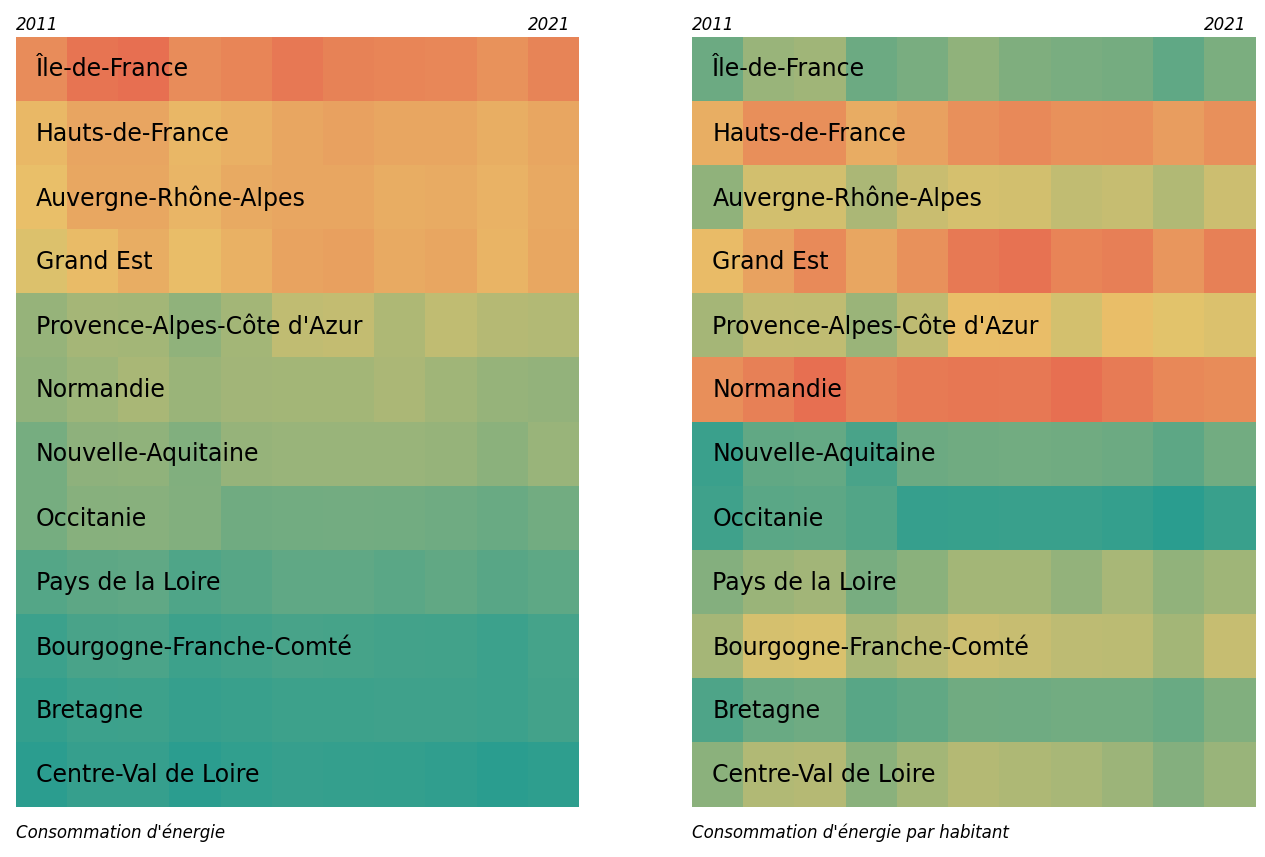 2011 2021
Île-de-France
Hauts-de-France
Auvergne-Rhône-Alpes
Grand Est
Provence-Alpes-Côte d'Azur
Normandie
Nouvelle-Aquitaine
Occitanie
Pays de la Loire
Bourgogne-Franche-Comté
Bretagne
Centre-Val de Loire
Consommation d'énergie
2011 2021
Île-de-France
Hauts-de-France
Auvergne-Rhône-Alpes
Grand Est
Provence-Alpes-Côte d'Azur
Normandie
Nouvelle-Aquitaine
Occitanie
Pays de la Loire
Bourgogne-Franche-Comté
Bretagne
Centre-Val de Loire
Consommation d'énergie par habitant